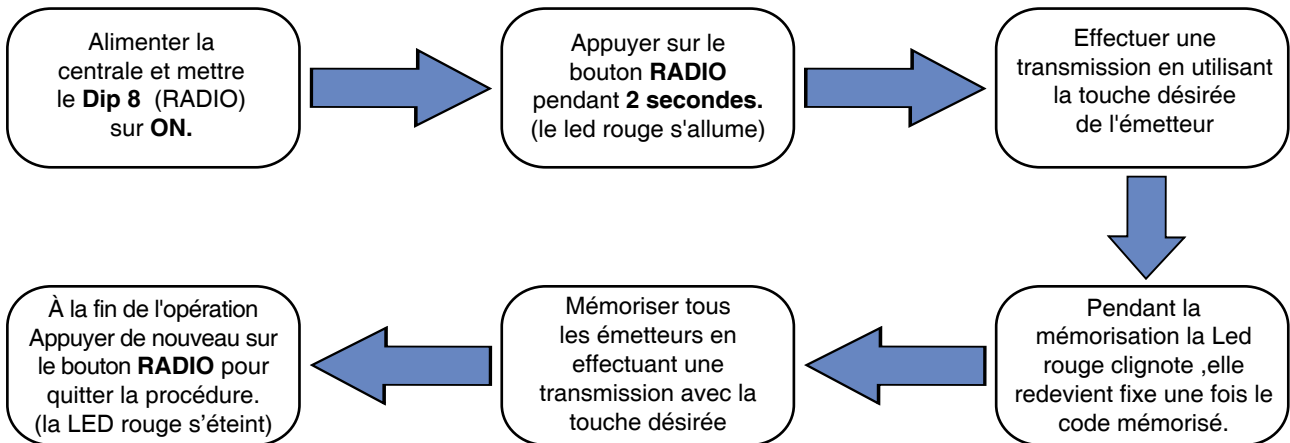 Alimenter la
centrale et mettre
le Dip 8 (RADIO)
sur ON.
Appuyer sur le
bouton RADIO
pendant 2 secondes.
(le led rouge s'allume)
Effectuer une
transmission en utilisant
la touche désirée
de l'émetteur
Pendant la
mémorisation la Led
rouge clignote ,elle
redevient fixe une fois le
code mémorisé.
Mémoriser tous
les émetteurs en
effectuant une
transmission avec la
touche désirée
À la fin de l'opération
Appuyer de nouveau sur
le bouton RADIO pour
quitter la procédure.
(la LED rouge s’éteint)